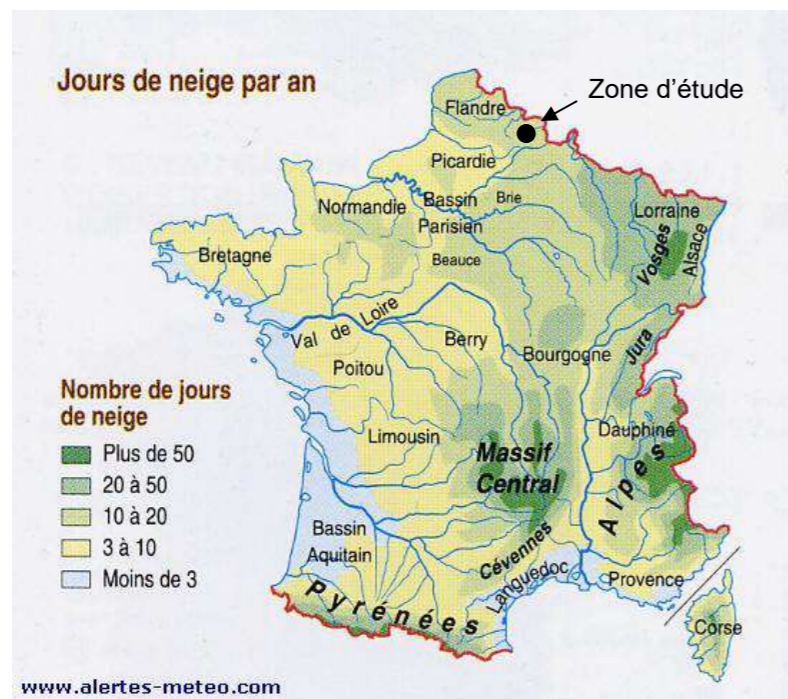 Jours de neige par an
Zone d'étude
Flandre
Picardie
Normandie
Bassin
Parisien
Brie
Beauce
Lorraine
Vosges
Alsace
Bretagne
Val de Loire
Berry
Bourgogne
Jura
Poitou
Nombre de jours
de neige
Plus de 50
20 à 50
10 à 20
3 à 10
Moins de 3
Limousin
Massif
Central
Dauphiné
Alpes
Bassin
Aquitain
Cévennes
Languedoc
Provence
Pyrénées
Corse
www.alertes-meteo.com